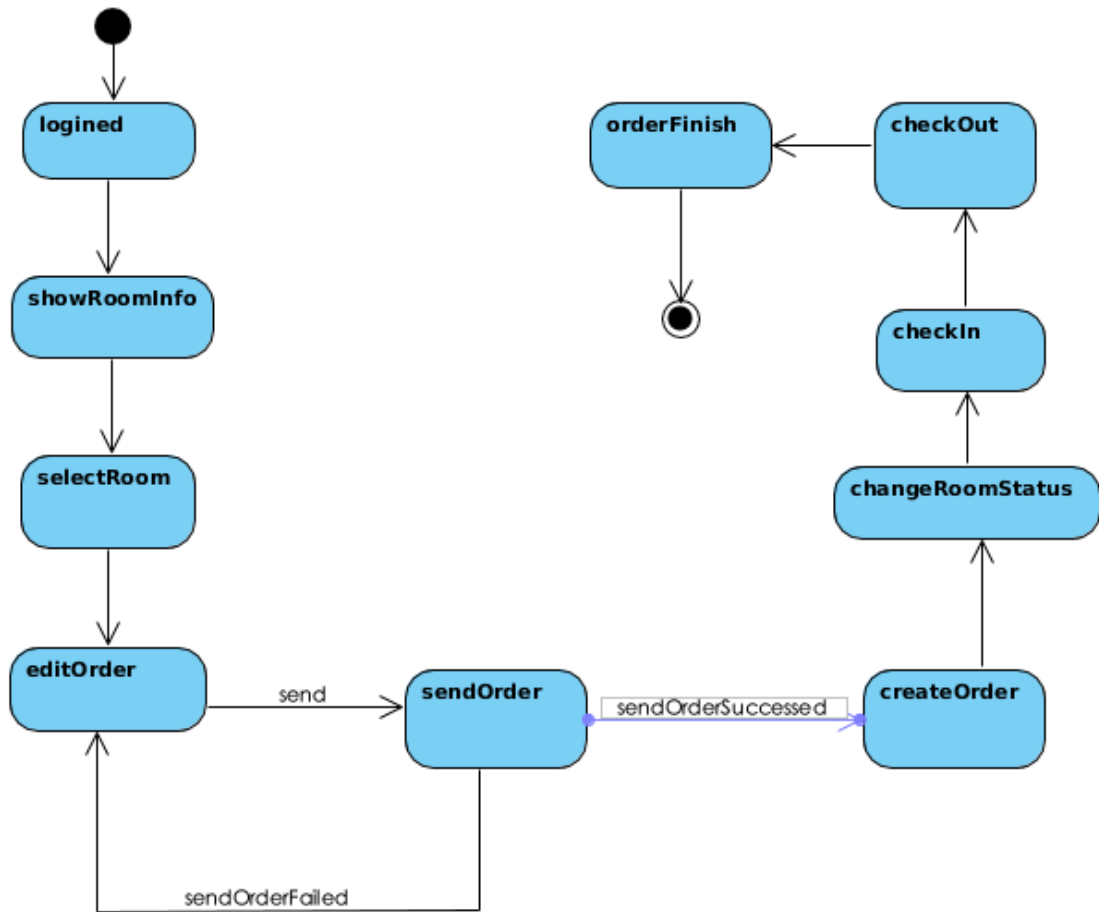 logined
orderFinish
checkOut
showRoomInfo
checkIn
selectRoom
changeRoomStatus
editOrder
send
sendOrder
sendOrderSuccessed
createOrder
sendOrderFailed